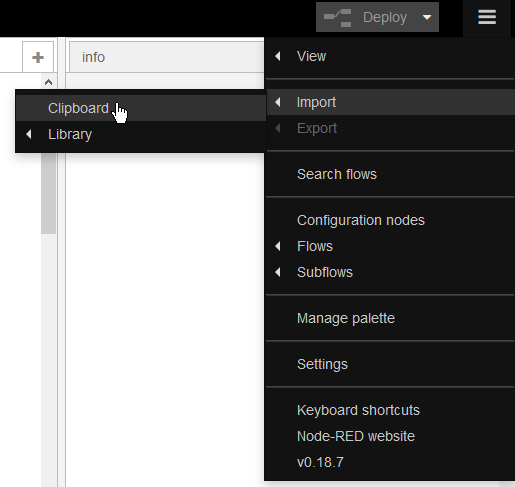 Deploy
+
info
View
Import
Clipboard
Library
Export
Search flows
Configuration nodes
Flows
Subflows
Manage palette
Settings
Keyboard shortcuts
Node-RED website
v0.18.7